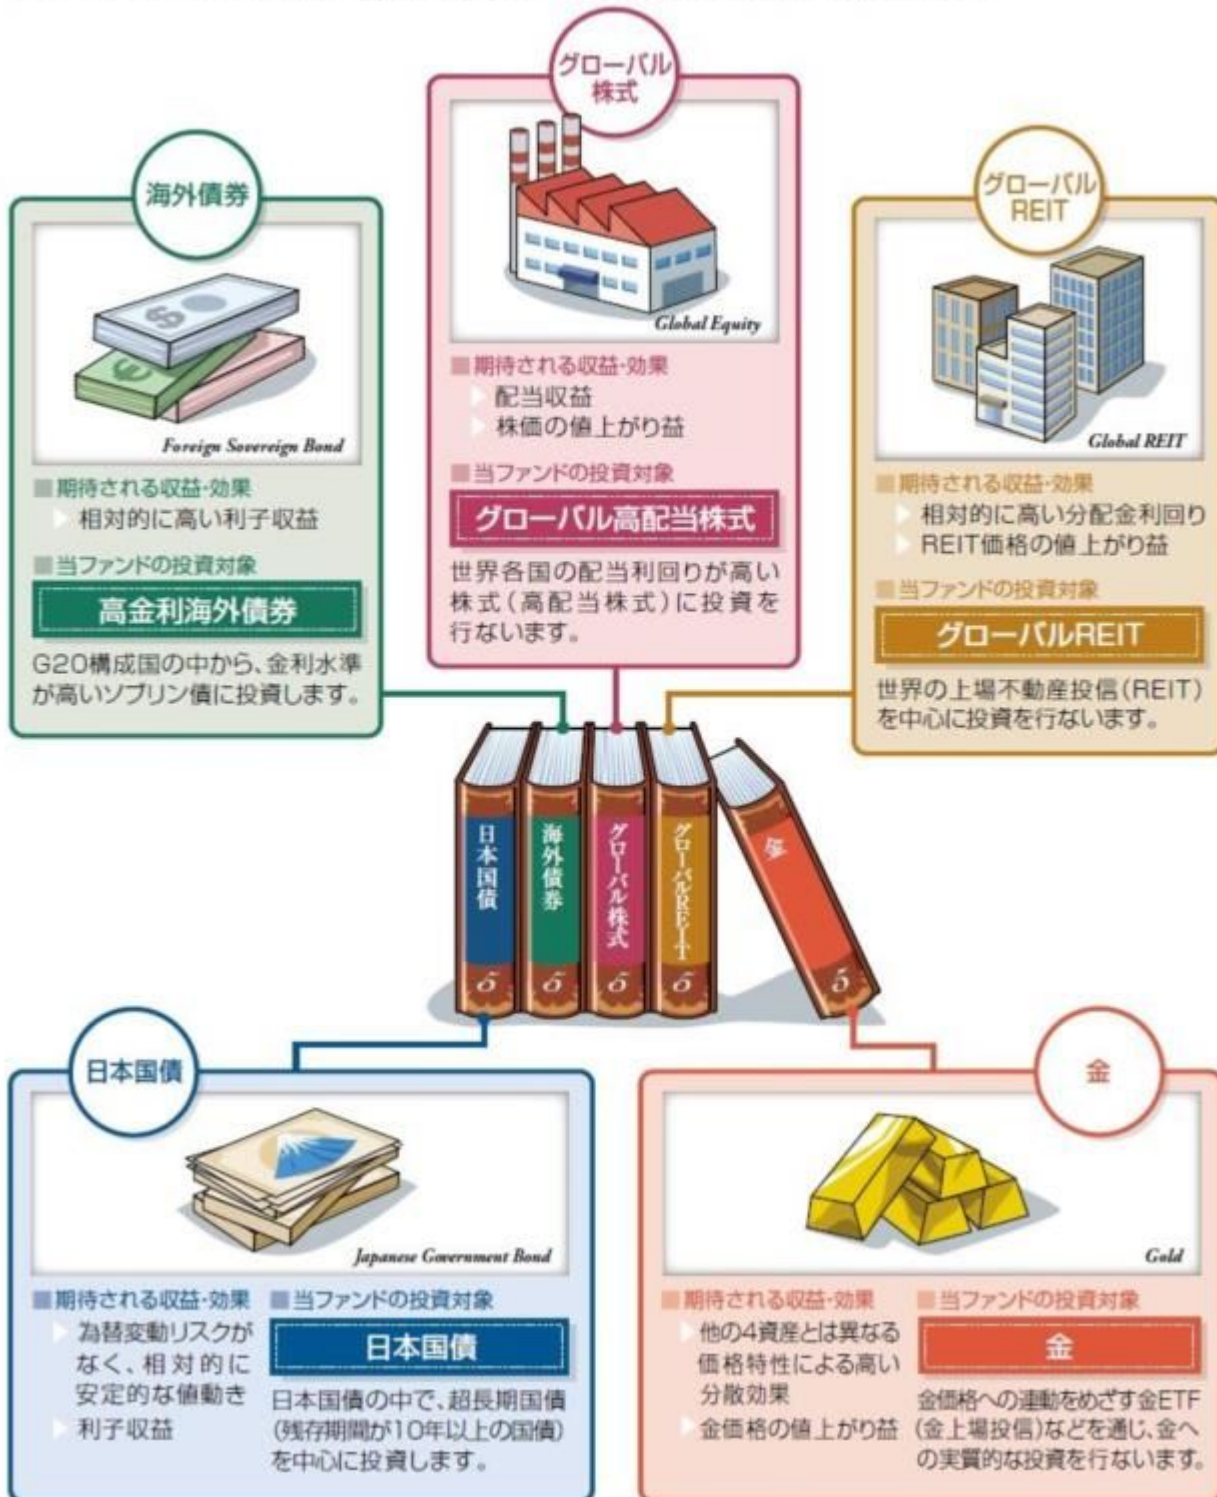 グローバル
株式
Global Equity
■期待される収益・効果
配当収益
株価の値上がり益
■当ファンドの投資対象
グローバル高配当株式
世界各国の配当利回りが高い
株式(高配当株式)に投資を
行ないます。
海外債券
Foreign Sovereign Bond
■期待される収益・効果
相対的に高い利子収益
■当ファンドの投資対象
高金利海外債券
G20構成国の中から、金利水準
が高いソブリン債に投資します。
グローバル
REIT
Global REIT
■期待される収益・効果
相対的に高い分配金利回り
REIT価格の値上がり益
■当ファンドの投資対象
グローバルREIT
世界の上場不動産投信(REIT)
を中心に投資を行ないます。
日本国債
5
海外債券
5
グローバル株式
5
グローバルREIT
5
金
5
日本国債
Japanese Government Bond
■期待される収益・効果
為替変動リスクが
なく、相対的に
安定的な値動き
利子収益
■当ファンドの投資対象
日本国債
日本国債の中で、超長期国債
(残存期間が10年以上の国債)
を中心に投資します。
金
Gold
■期待される収益・効果
他の4資産とは異なる
価格特性による高い
分散効果
金価格の値上がり益
■当ファンドの投資対象
金
金価格への連動をめざす金ETF
(金上場投信)などを通じ、金へ
の実質的な投資を行ないます。